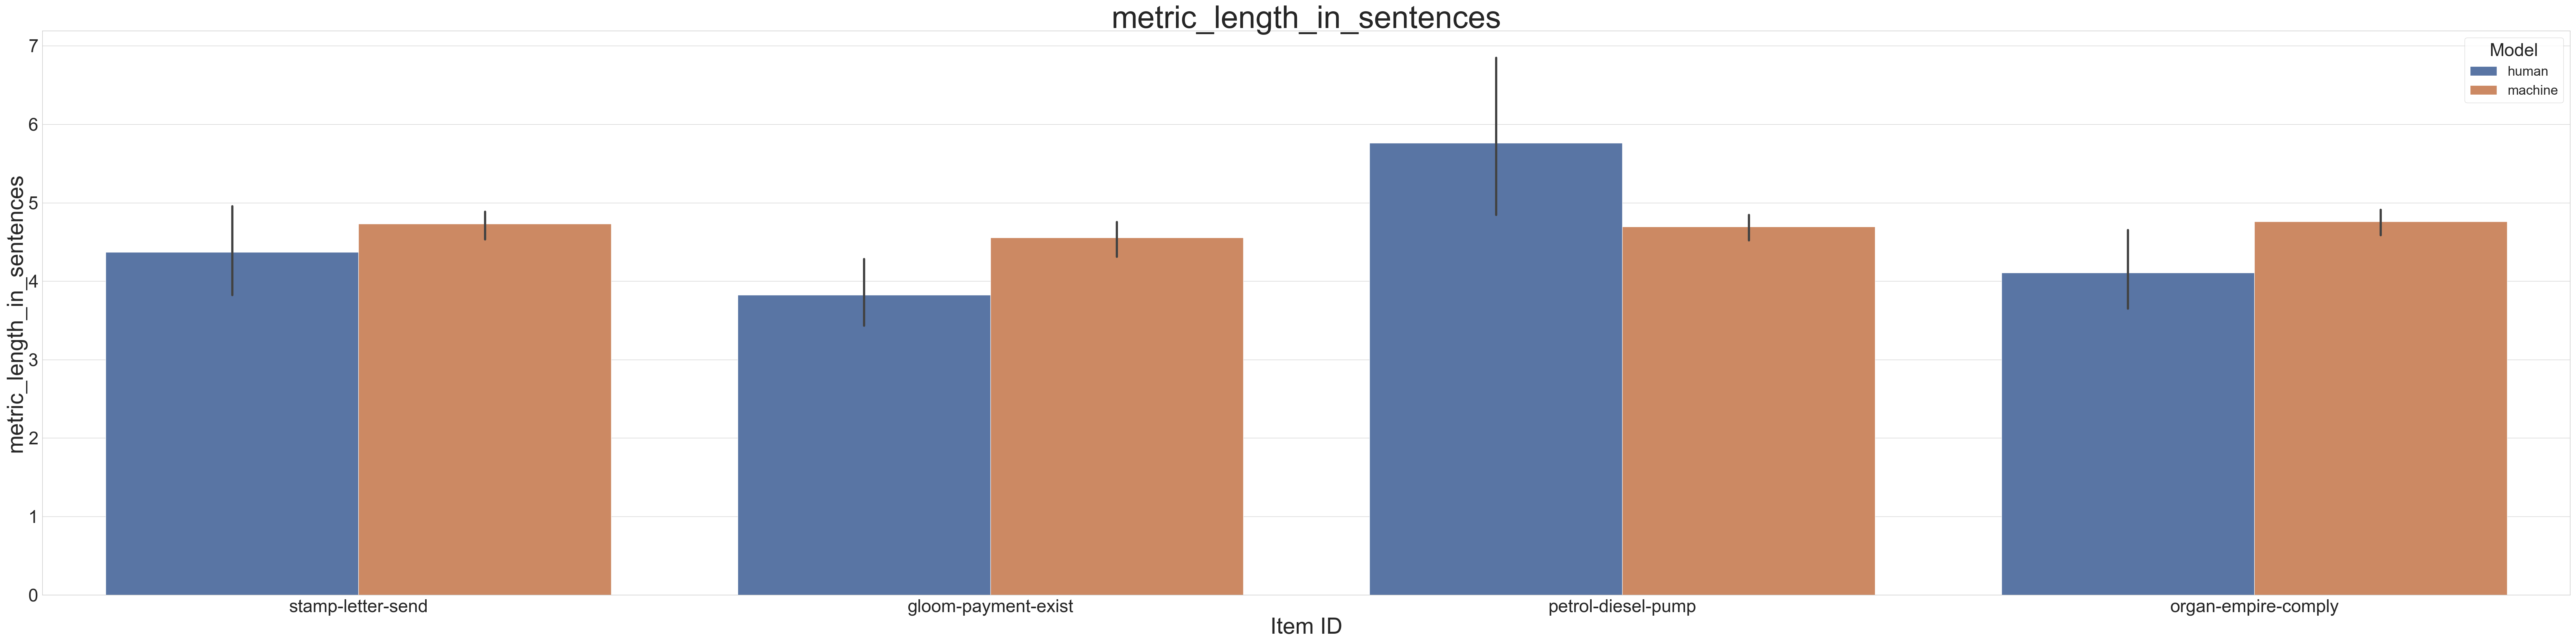 metric_length_in_sentences
metric_length_in_sentences
7
6
5
4
3
2
1
0
Model
human
machine
stamp-letter-send
gloom-payment-exist
petrol-diesel-pump
organ-empire-comply
Item ID